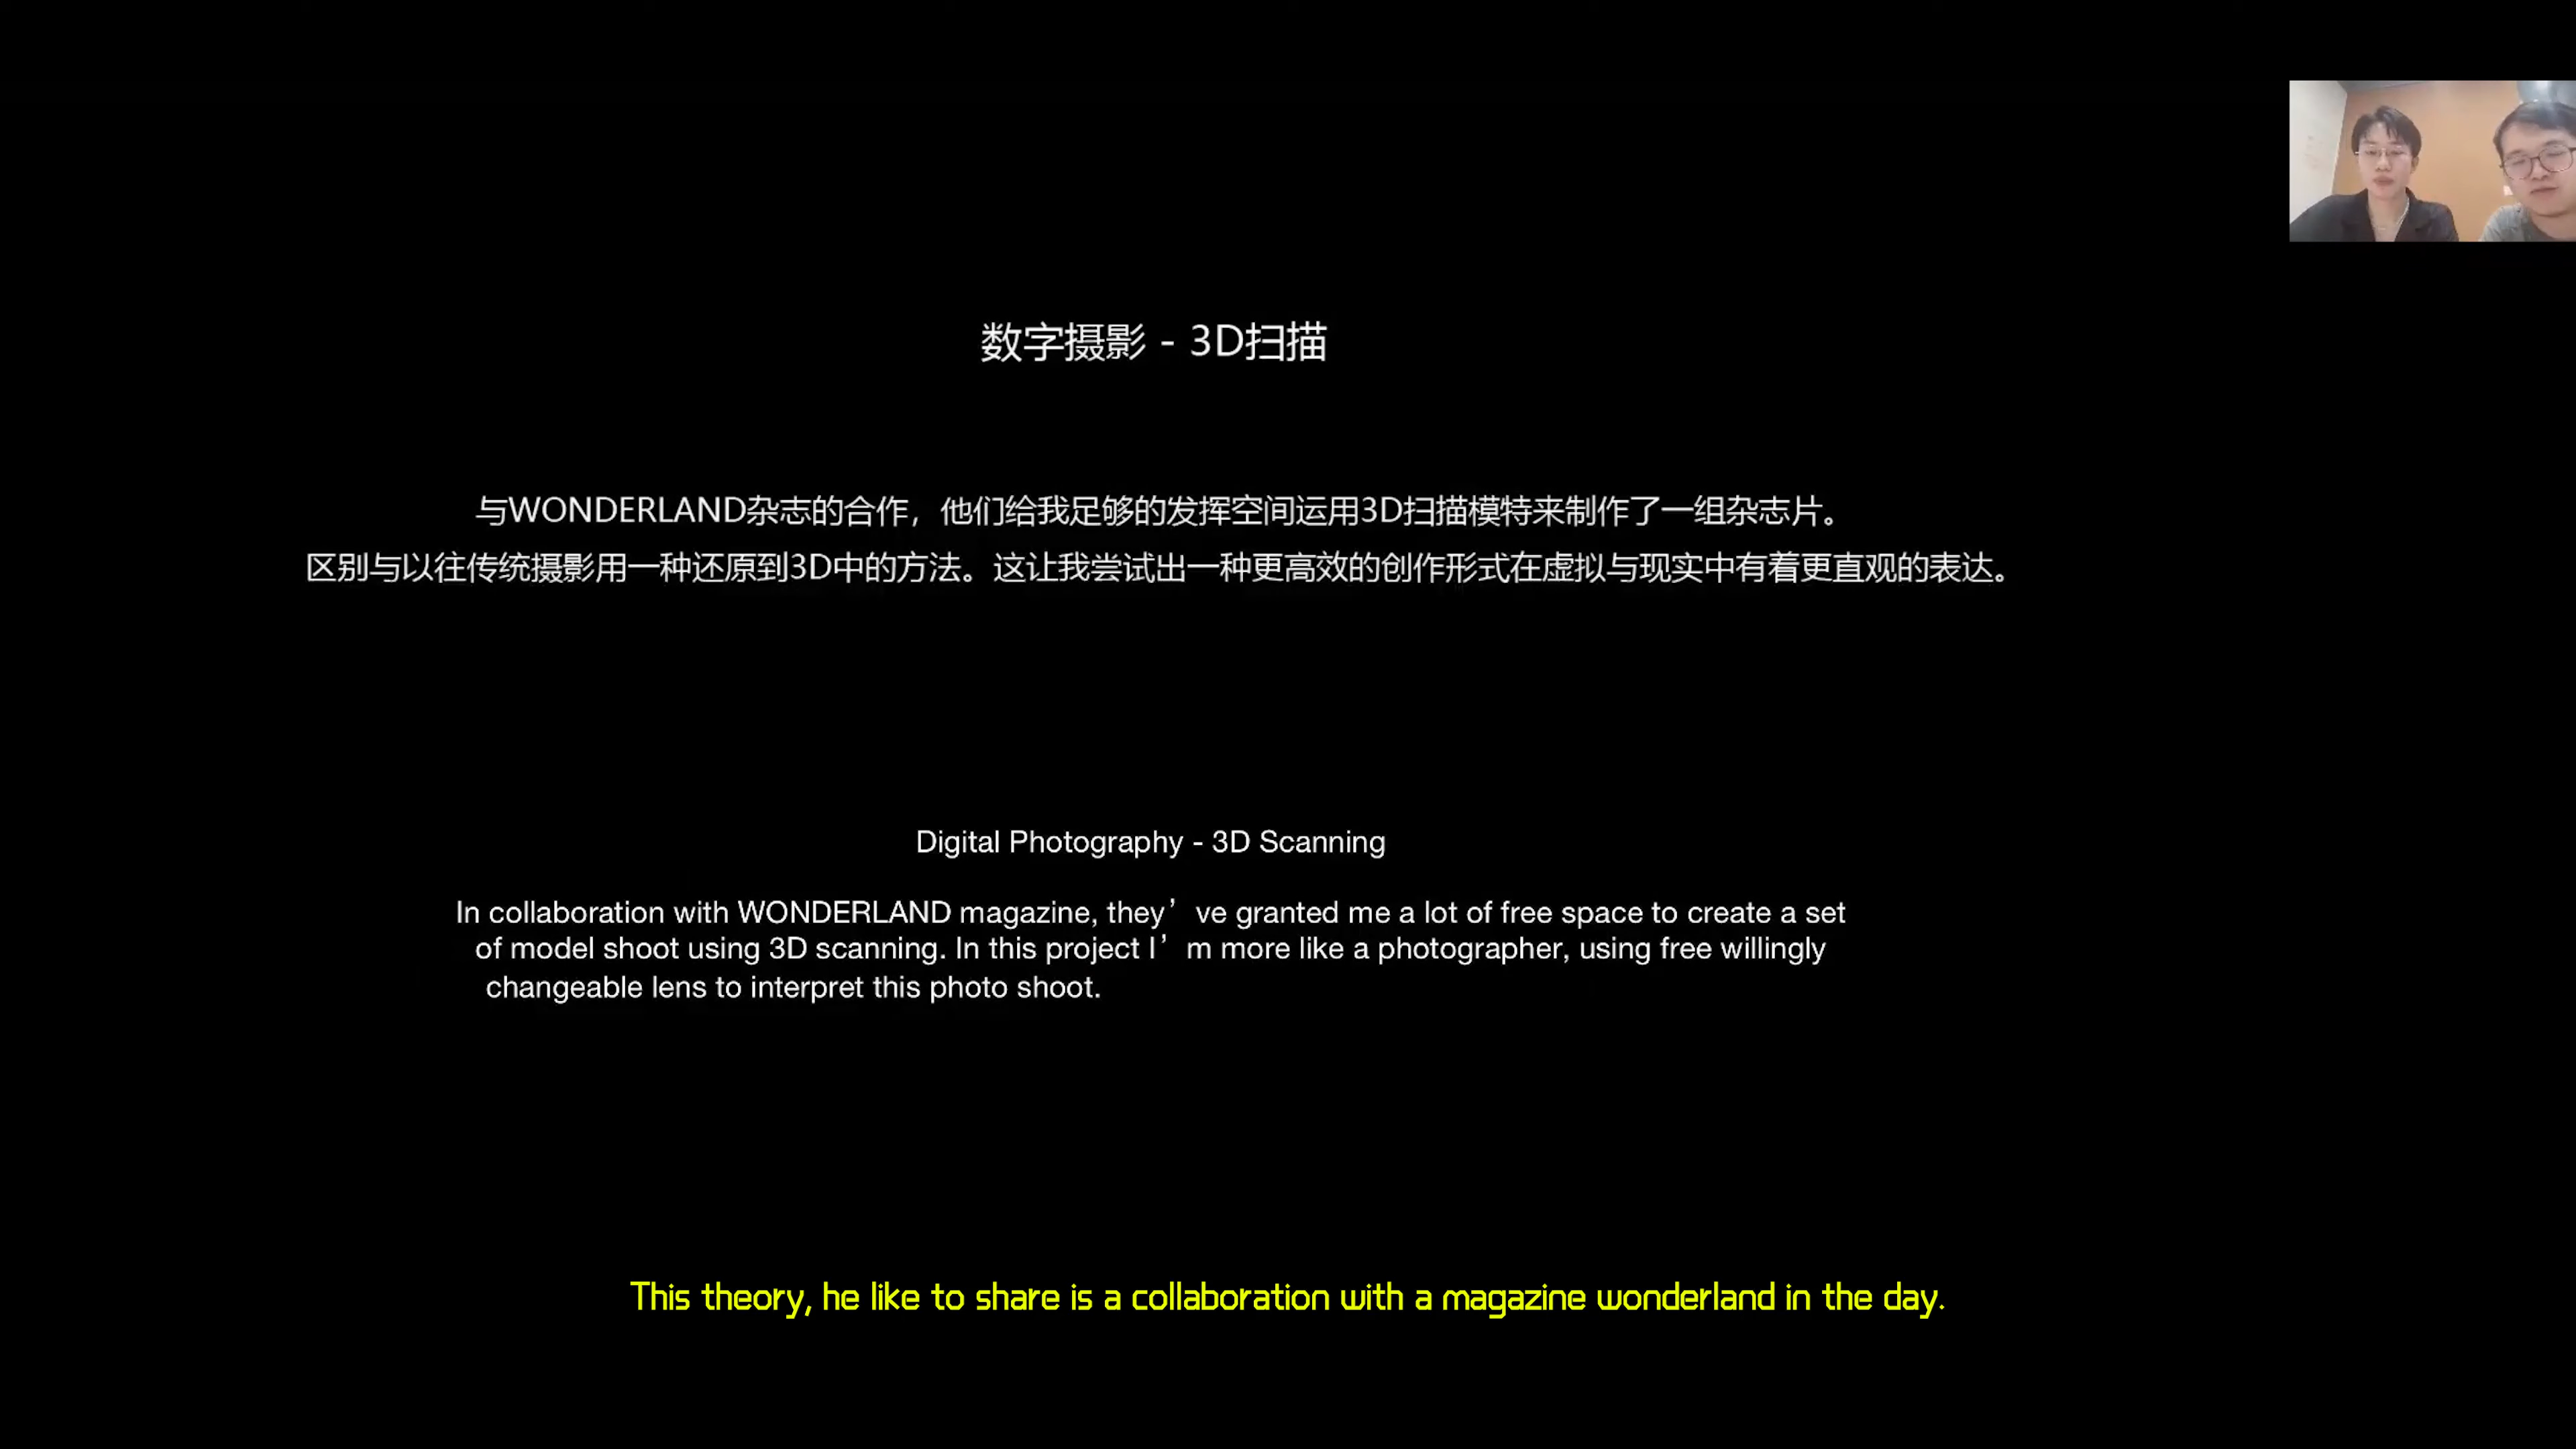 数字摄影 - 3D扫描
与WONDERLAND杂志的合作，他们给我足够的发挥空间运用3D扫描模特来制作了一组杂志片。
区别与以往传统摄影用一种还原到3D中的方法。这让我尝试出一种更高效的创作形式在虚拟与现实中有着更直观的表达。
Digital Photography - 3D Scanning
In collaboration with WONDERLAND magazine, they’ve granted me a lot of free space to create a set
of model shoot using 3D scanning. In this project I’m more like a photographer, using free willingly
changeable lens to interpret this photo shoot.
This theory, he like to share is a collaboration with a magazine wonderland in the day.